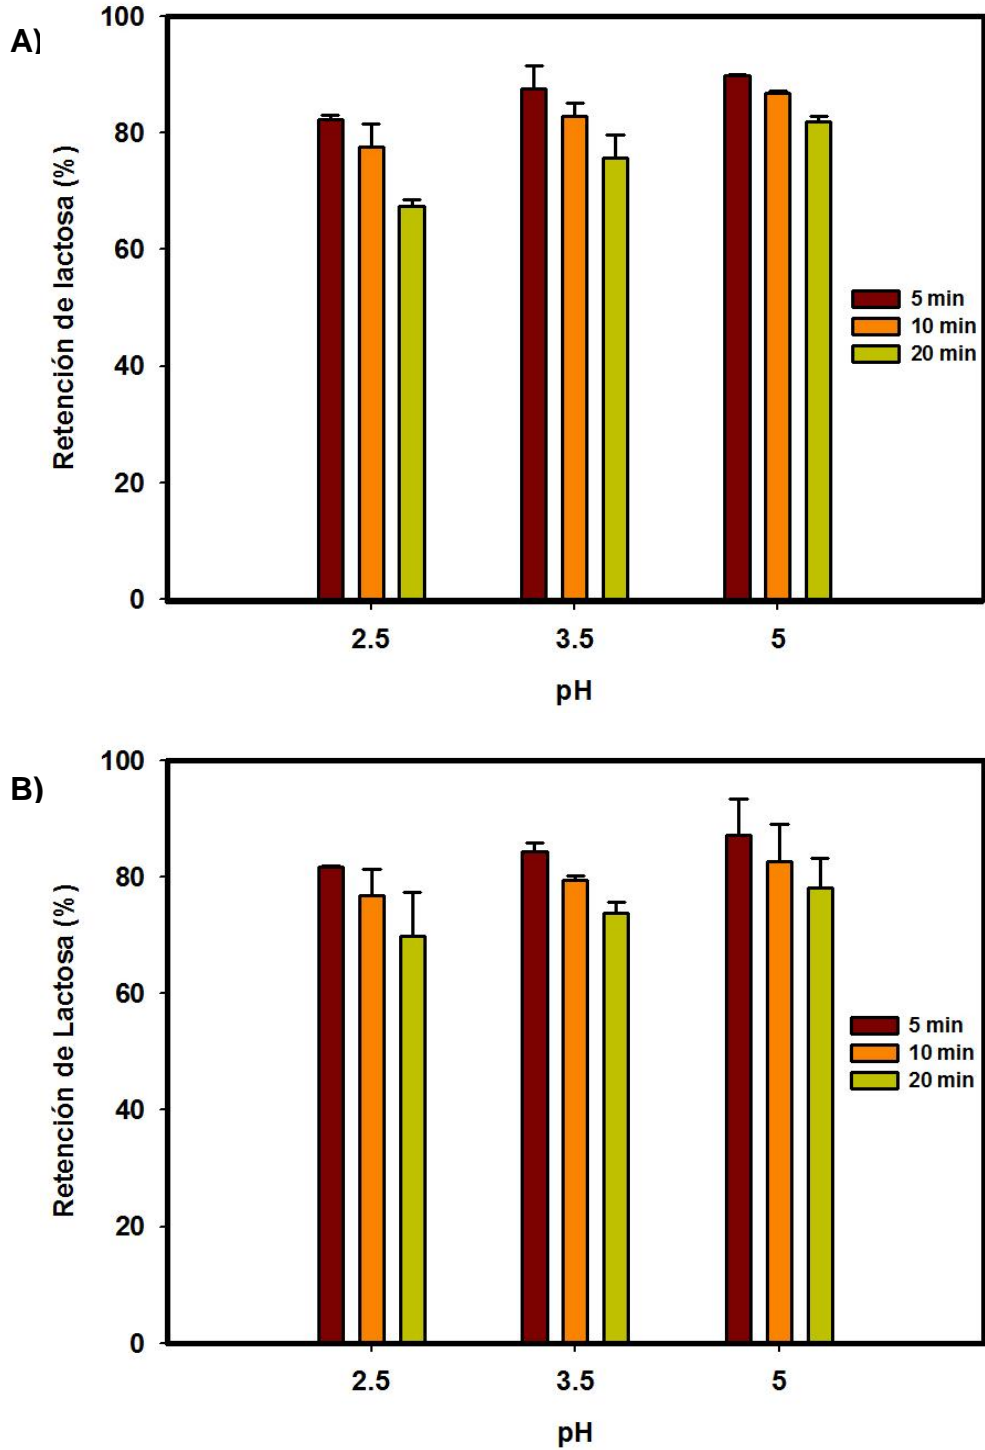 A)
100
80
60
40
20
0
Retención de lactosa (%)
5 min
10 min
20 min
2.5 3.5 5
pH
B)
100
80
60
40
20
0
Retención de Lactosa (%)
5 min
10 min
20 min
2.5 3.5 5
pH